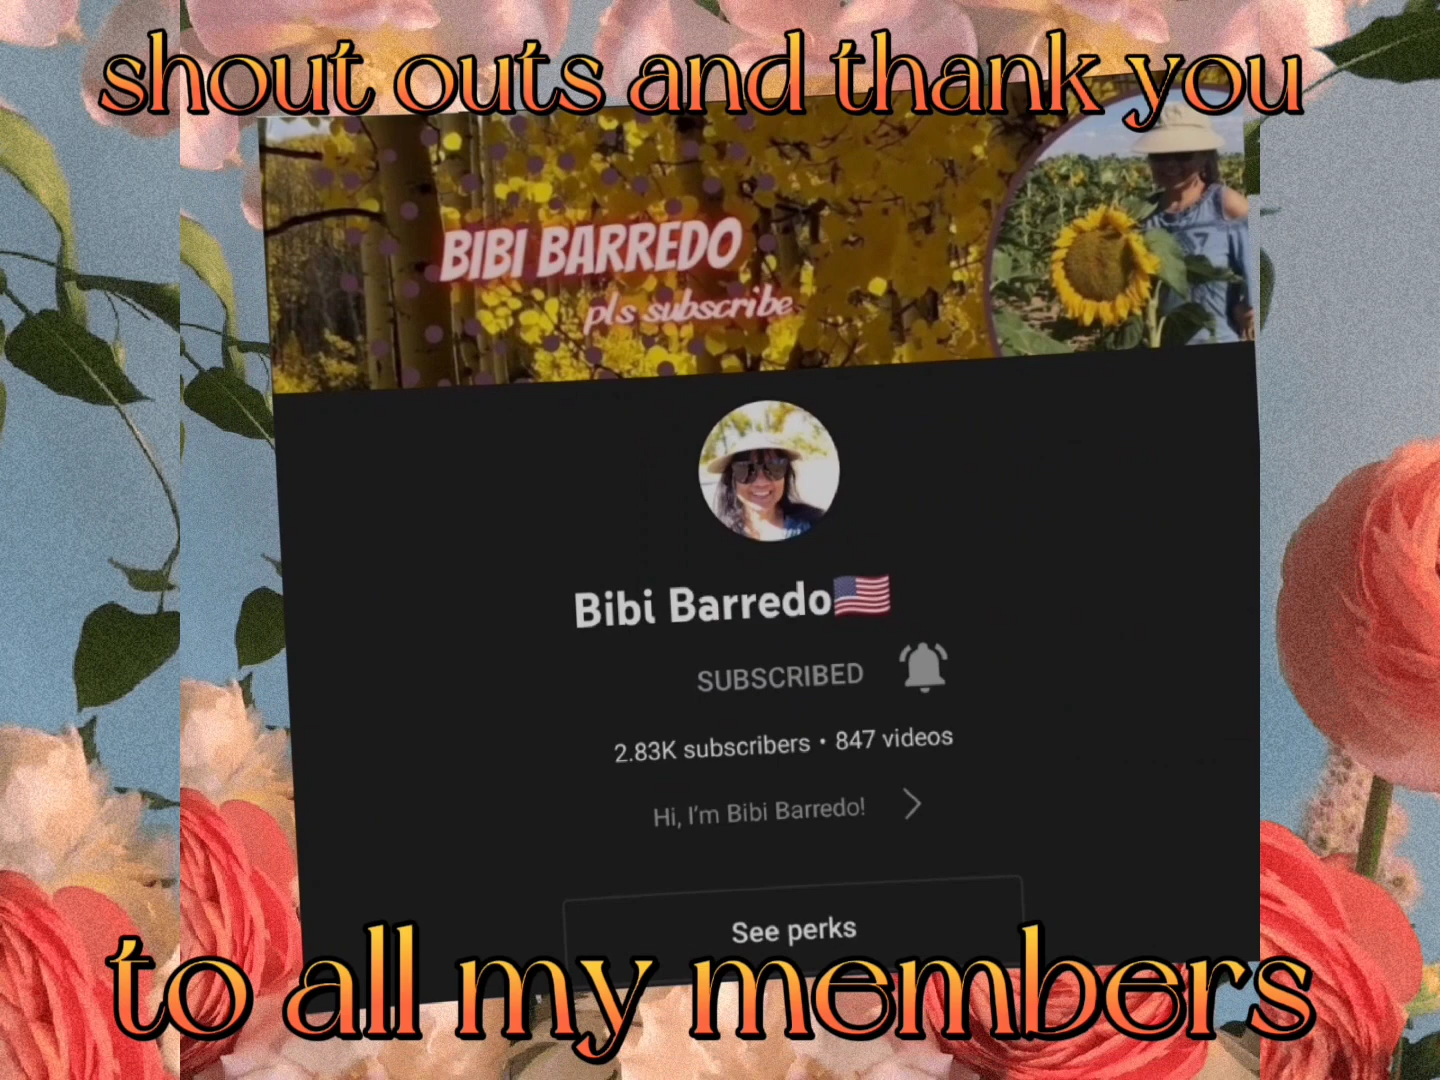 shout outs and thank you
BIBI BARREDO
pls subscribe
Bibi Barredo🇺🇸
SUBSCRIBED
2.83K subscribers • 847 videos
Hi, I'm Bibi Barredo!
See perks
to all my members